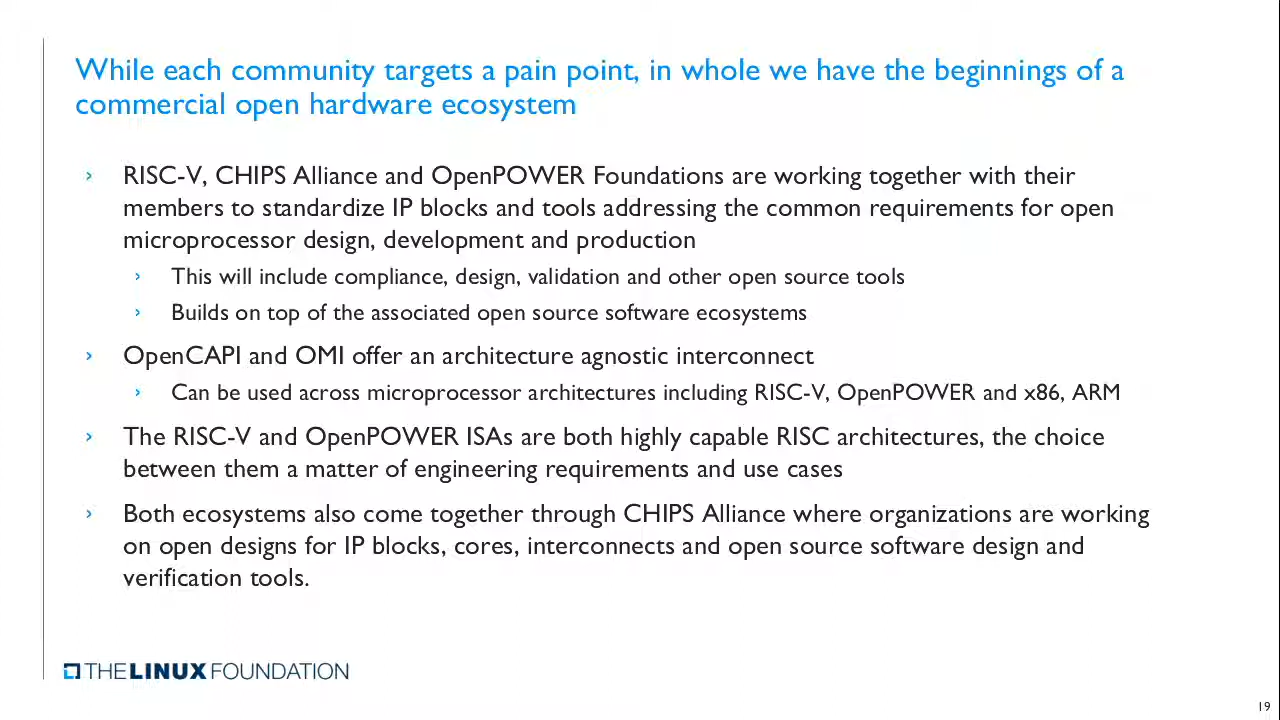 While each community targets a pain point, in whole we have the beginnings of a
commercial open hardware ecosystem
› RISC-V, CHIPS Alliance and OpenPOWER Foundations are working together with their
members to standardize IP blocks and tools addressing the common requirements for open
microprocessor design, development and production
› This will include compliance, design, validation and other open source tools
› Builds on top of the associated open source software ecosystems
› OpenCAPI and OMI offer an architecture agnostic interconnect
› Can be used across microprocessor architectures including RISC-V, OpenPOWER and x86, ARM
› The RISC-V and OpenPOWER ISAs are both highly capable RISC architectures, the choice
between them a matter of engineering requirements and use cases
› Both ecosystems also come together through CHIPS Alliance where organizations are working
on open designs for IP blocks, cores, interconnects and open source software design and
verification tools.
THE LINUX FOUNDATION
19